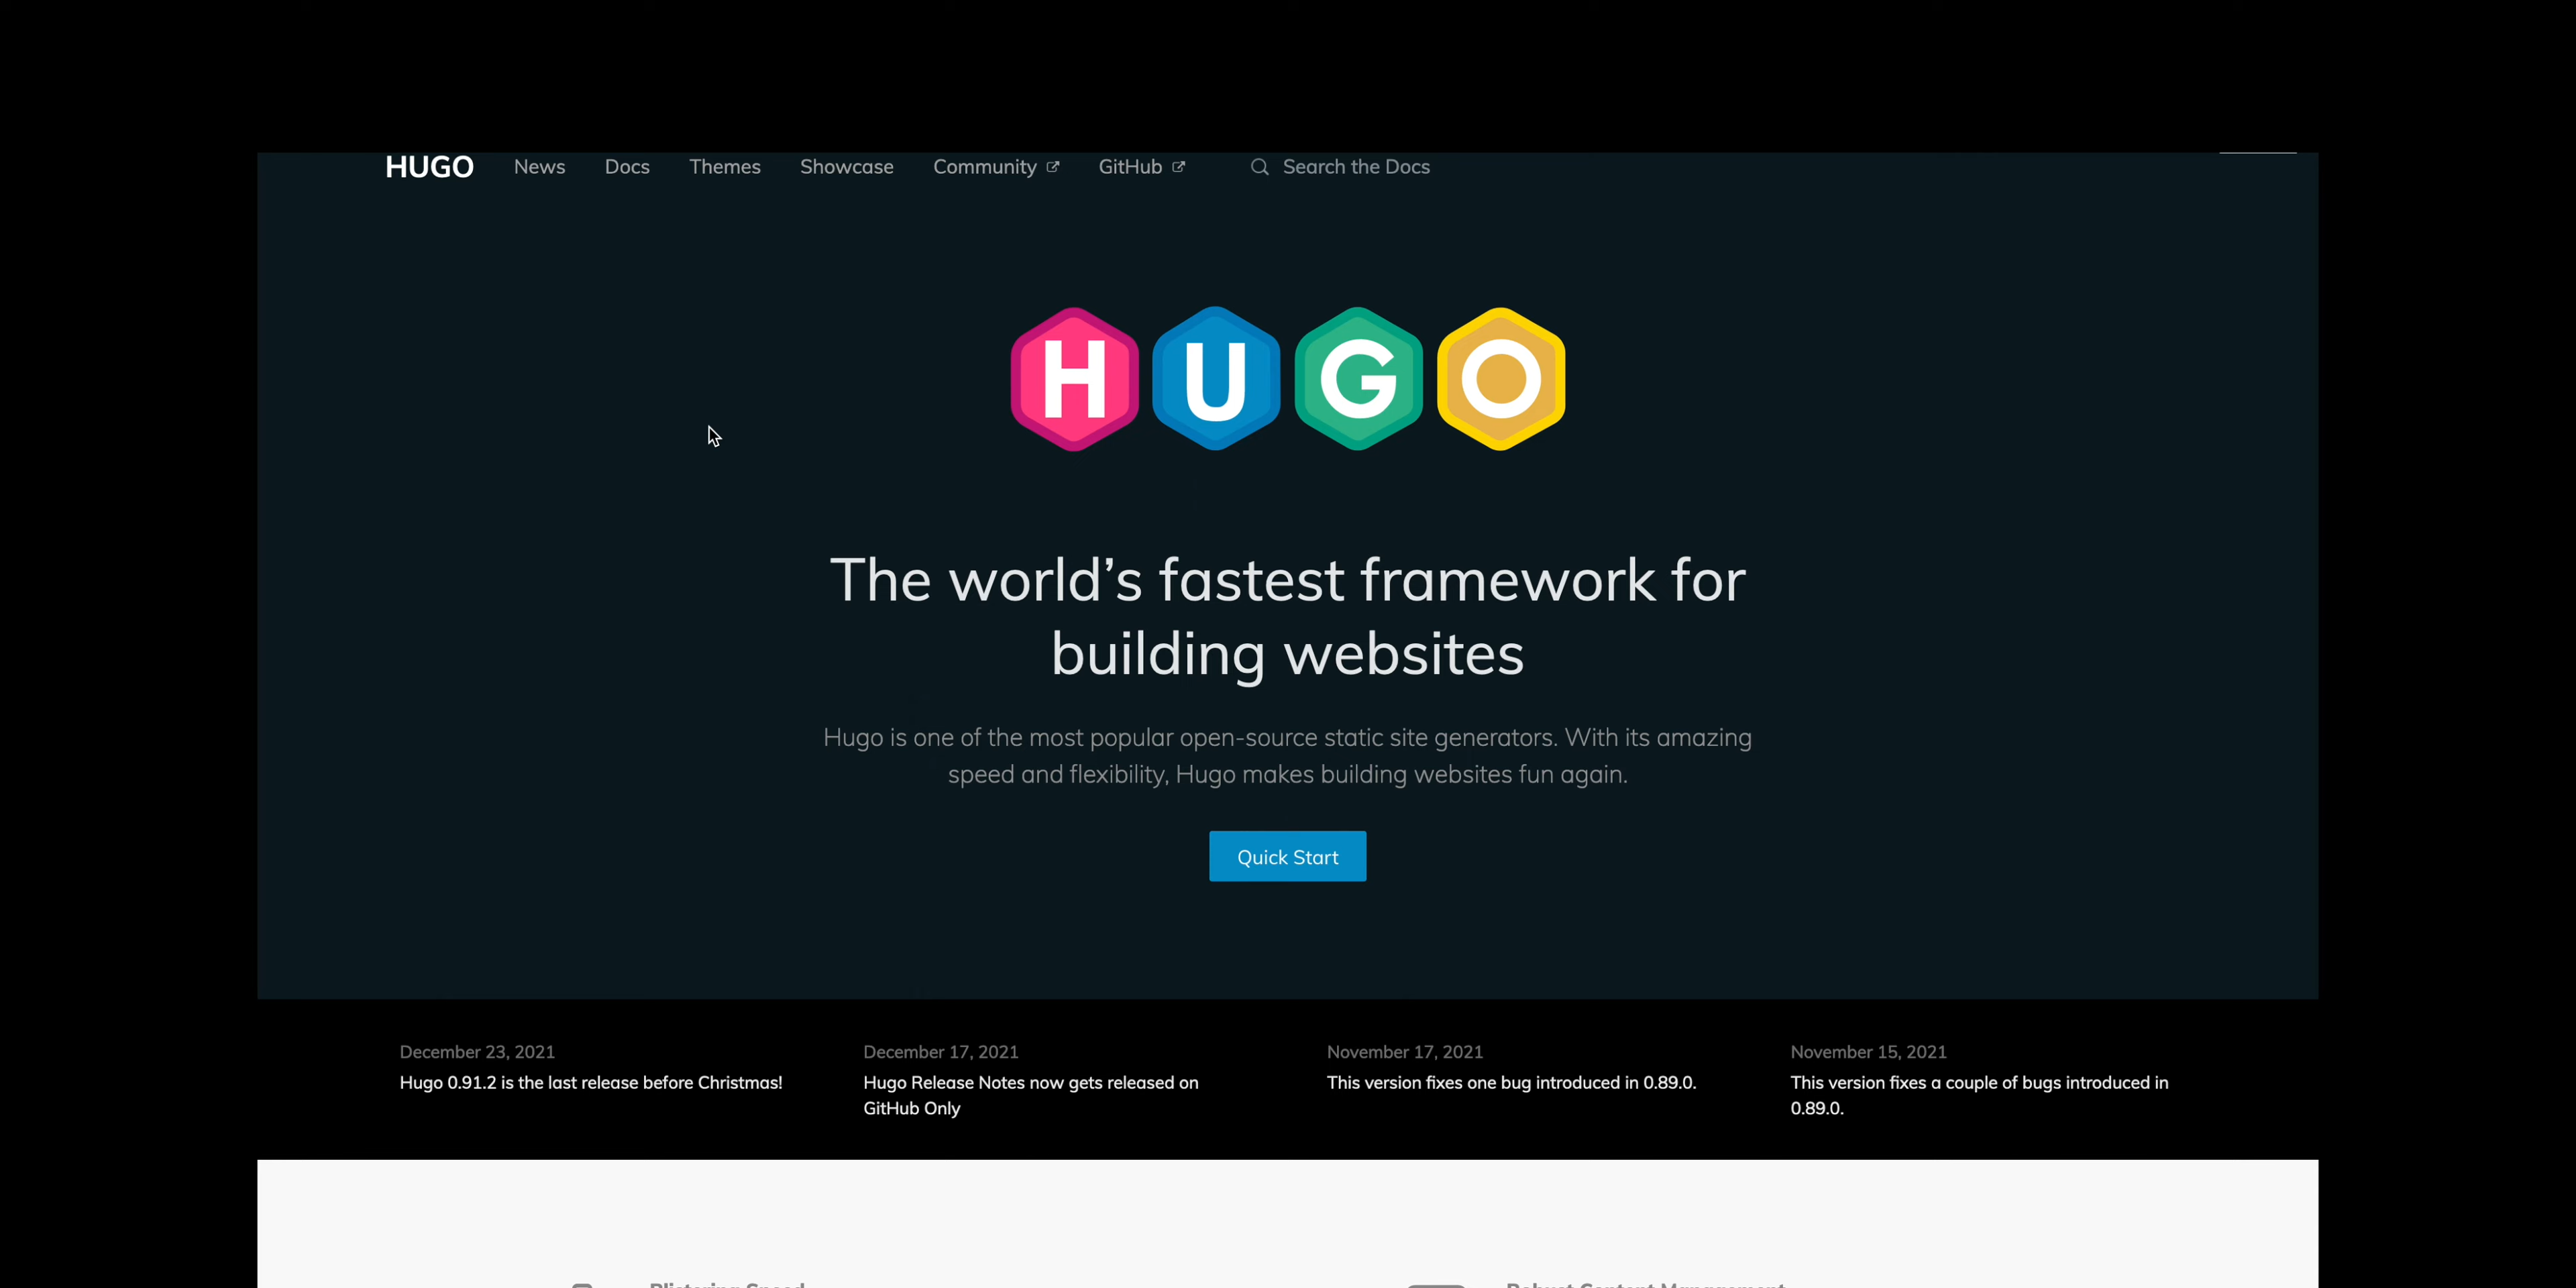 HUGO News Docs Themes Showcase Community GitHub Search the Docs
HUGO
The world’s fastest framework for
building websites
Hugo is one of the most popular open-source static site generators. With its amazing
speed and flexibility, Hugo makes building websites fun again.
Quick Start
December 23, 2021
Hugo 0.91.2 is the last release before Christmas!
December 17, 2021
Hugo Release Notes now gets released on
GitHub Only
November 17, 2021
This version fixes one bug introduced in 0.89.0.
November 15, 2021
This version fixes a couple of bugs introduced in
0.89.0.
Blistering Speed
Robust Content Management